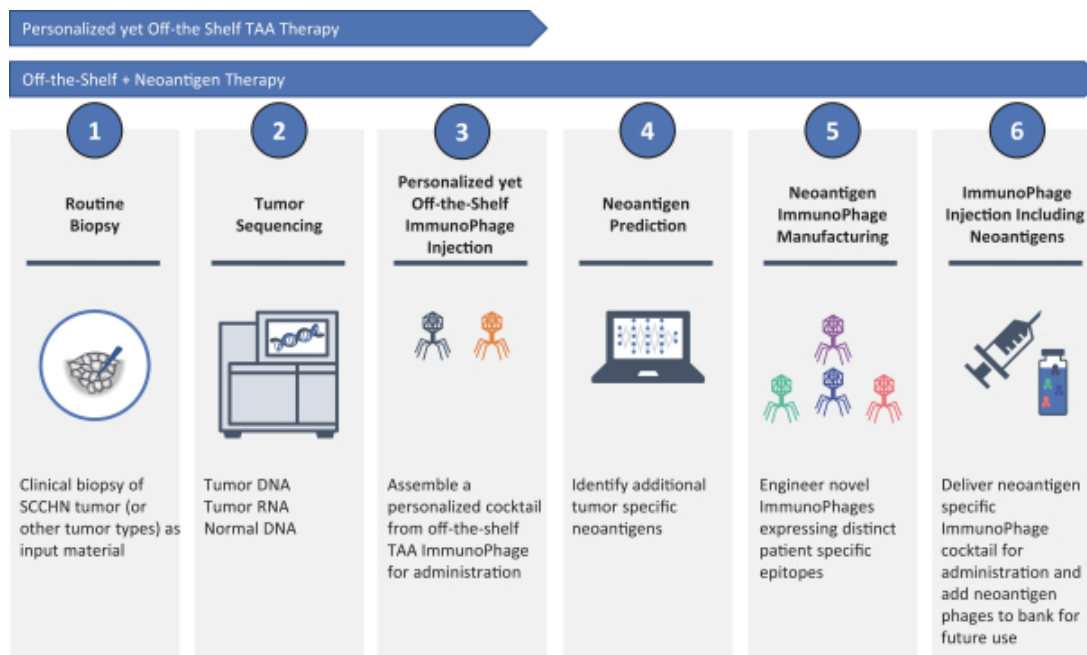 Personalized yet Off-the Shelf TAA Therapy
Off-the-Shelf + Neoantigen Therapy
1
Routine
Biopsy
Clinical biopsy of
SCCHN tumor (or
other tumor types) as
input material
2
Tumor
Sequencing
Tumor DNA
Tumor RNA
Normal DNA
3
Personalized yet
Off-the-Shelf
ImmunoPhage
Injection
Assemble a
personalized cocktail
from off-the-shelf
TAA ImmunoPhage
for administration
4
Neoantigen
Prediction
Identify additional
tumor specific
neoantigens
5
Neoantigen
ImmunoPhage
Manufacturing
Engineer novel
ImmunoPhages
expressing distinct
patient specific
epitopes
6
ImmunoPhage
Injection Including
Neoantigens
Deliver neoantigen
specific
ImmunoPhage
cocktail for
administration and
add neoantigen
phages to bank for
future use